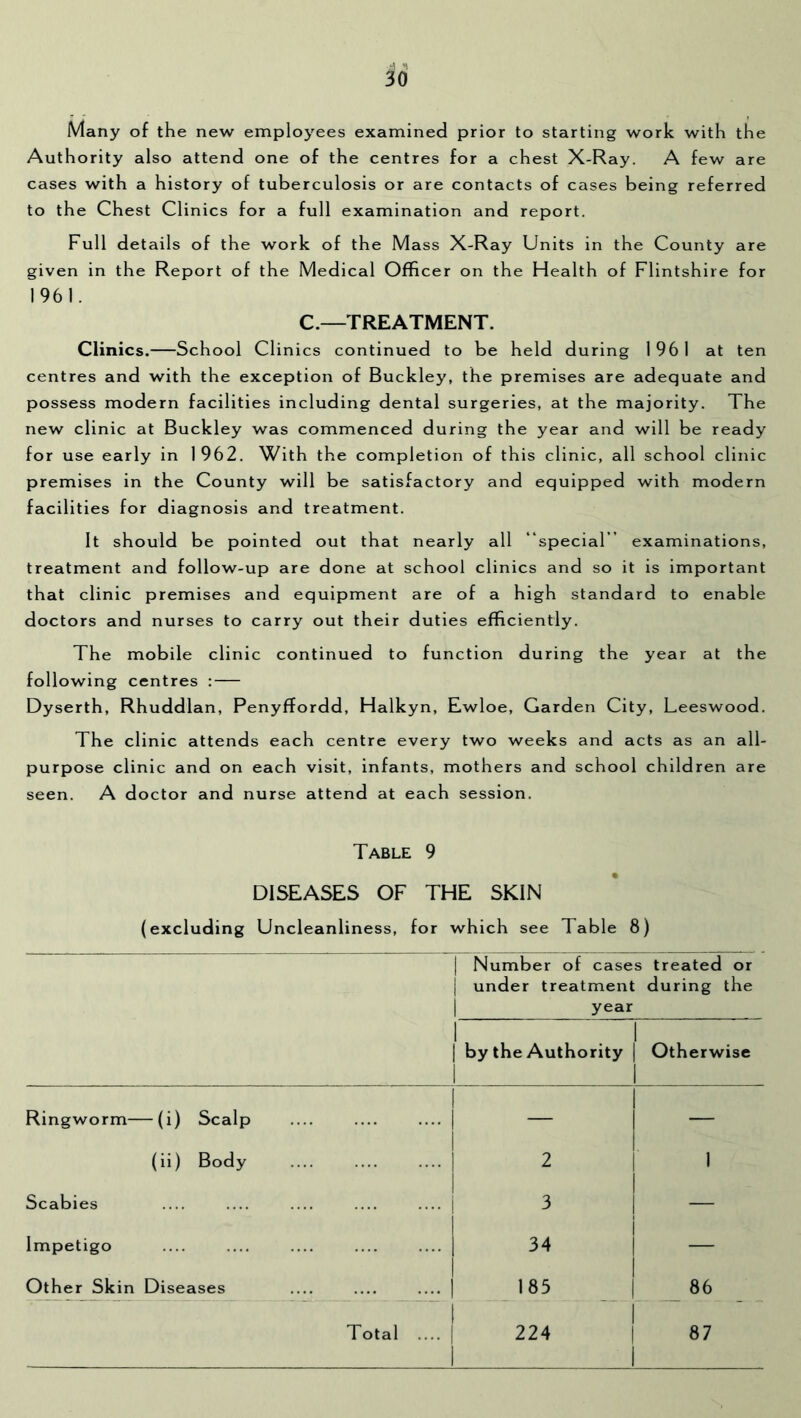 30
Many of the new employees examined prior to starting work with the
Authority also attend one of the centres for a chest X-Ray. A few are
cases with a history of tuberculosis or are contacts of cases being referred
to the Chest Clinics for a full examination and report.
Full details of the work of the Mass X-Ray Units in the County are
given in the Report of the Medical Officer on the Health of Flintshire for
1961.
C.—TREATMENT.
Clinics.—School Clinics continued to be held during 1961 at ten
centres and with the exception of Buckley, the premises are adequate and
possess modern facilities including dental surgeries, at the majority. The
new clinic at Buckley was commenced during the year and will be ready
for use early in 1962. With the completion of this clinic, all school clinic
premises in the County will be satisfactory and equipped with modern
facilities for diagnosis and treatment.
It should be pointed out that nearly all "special" examinations,
treatment and follow-up are done at school clinics and so it is important
that clinic premises and equipment are of a high standard to enable
doctors and nurses to carry out their duties efficiently.
The mobile clinic continued to function during the year at the
following centres :—
Dyserth, Rhuddlan, Penyffordd, Halkyn, Ewloe, Garden City, Leeswood.
The clinic attends each centre every two weeks and acts as an all-
purpose clinic and on each visit, infants, mothers and school children are
seen. A doctor and nurse attend at each session.
Table 9
DISEASES OF THE SKIN
(excluding Uncleanliness, for which see Table 8)
Number of cases treated or
under treatment during the
year
by the Authority Otherwise
Ringworm—(i) Scalp .... .... .... — —
(ii) Body .... .... .... 2 1
Scabies .... .... .... .... .... 3 —
Impetigo .... .... .... .... .... 34 —
Other Skin Diseases .... .... .... 185 86
Total .... 224 87